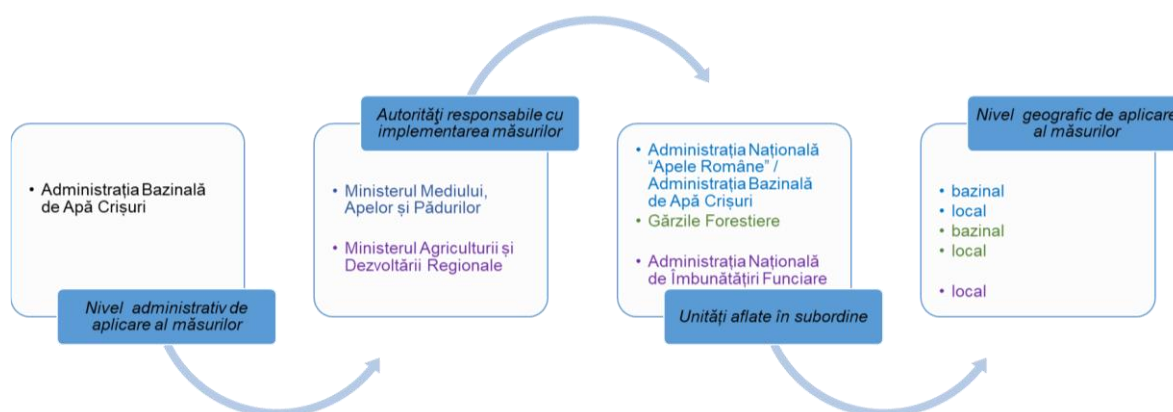 • Administrația Bazinală
de Apă Crișuri
Nivel administrativ de
aplicare al măsurilor
Autorităţi responsabile cu
implementarea măsurilor
• Ministerul Mediului,
Apelor și Pădurilor
• Ministerul Agriculturii și
Dezvoltării Regionale
• Administrația Națională
“Apele Române” /
Administrația Bazinală
de Apă Crișuri
• Gărzile Forestiere
• Administrația Națională
de Îmbunătățiri Funciare
Unități aflate în subordine
Nivel geografic de aplicare
al măsurilor
• bazinal
• local
• bazinal
• local
• local